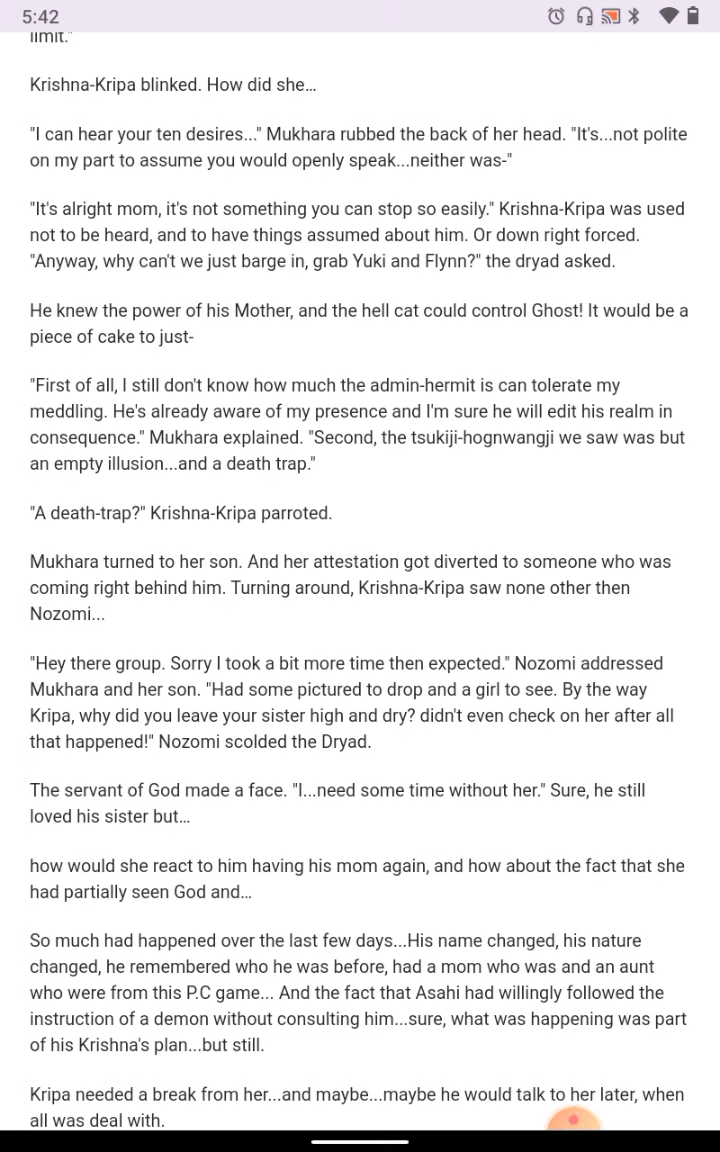 5:42
limit."
Krishna-Kripa blinked. How did she…
"I can hear your ten desires..." Mukhara rubbed the back of her head. "It's...not polite
on my part to assume you would openly speak...neither was-"
"It's alright mom, it's not something you can stop so easily." Krishna-Kripa was used
not to be heard, and to have things assumed about him. Or down right forced.
"Anyway, why can't we just barge in, grab Yuki and Flynn?" the dryad asked.
He knew the power of his Mother, and the hell cat could control Ghost! It would be a
piece of cake to just-
"First of all, I still don't know how much the admin-hermit is can tolerate my
meddling. He's already aware of my presence and I'm sure he will edit his realm in
consequence." Mukhara explained. "Second, the tsukiji-hognwangji we saw was but
an empty illusion...and a death trap."
"A death-trap?" Krishna-Kripa parroted.
Mukhara turned to her son. And her attestation got diverted to someone who was
coming right behind him. Turning around, Krishna-Kripa saw none other then
Nozomi...
"Hey there group. Sorry I took a bit more time then expected." Nozomi addressed
Mukhara and her son. "Had some pictured to drop and a girl to see. By the way
Kripa, why did you leave your sister high and dry? didn't even check on her after all
that happened!" Nozomi scolded the Dryad.
The servant of God made a face. "I...need some time without her." Sure, he still
loved his sister but…
how would she react to him having his mom again, and how about the fact that she
had partially seen God and…
So much had happened over the last few days...His name changed, his nature
changed, he remembered who he was before, had a mom who was and an aunt
who were from this P.C game... And the fact that Asahi had willingly followed the
instruction of a demon without consulting him...sure, what was happening was part
of his Krishna's plan...but still.
Kripa needed a break from her...and maybe...maybe he would talk to her later, when
all was deal with.